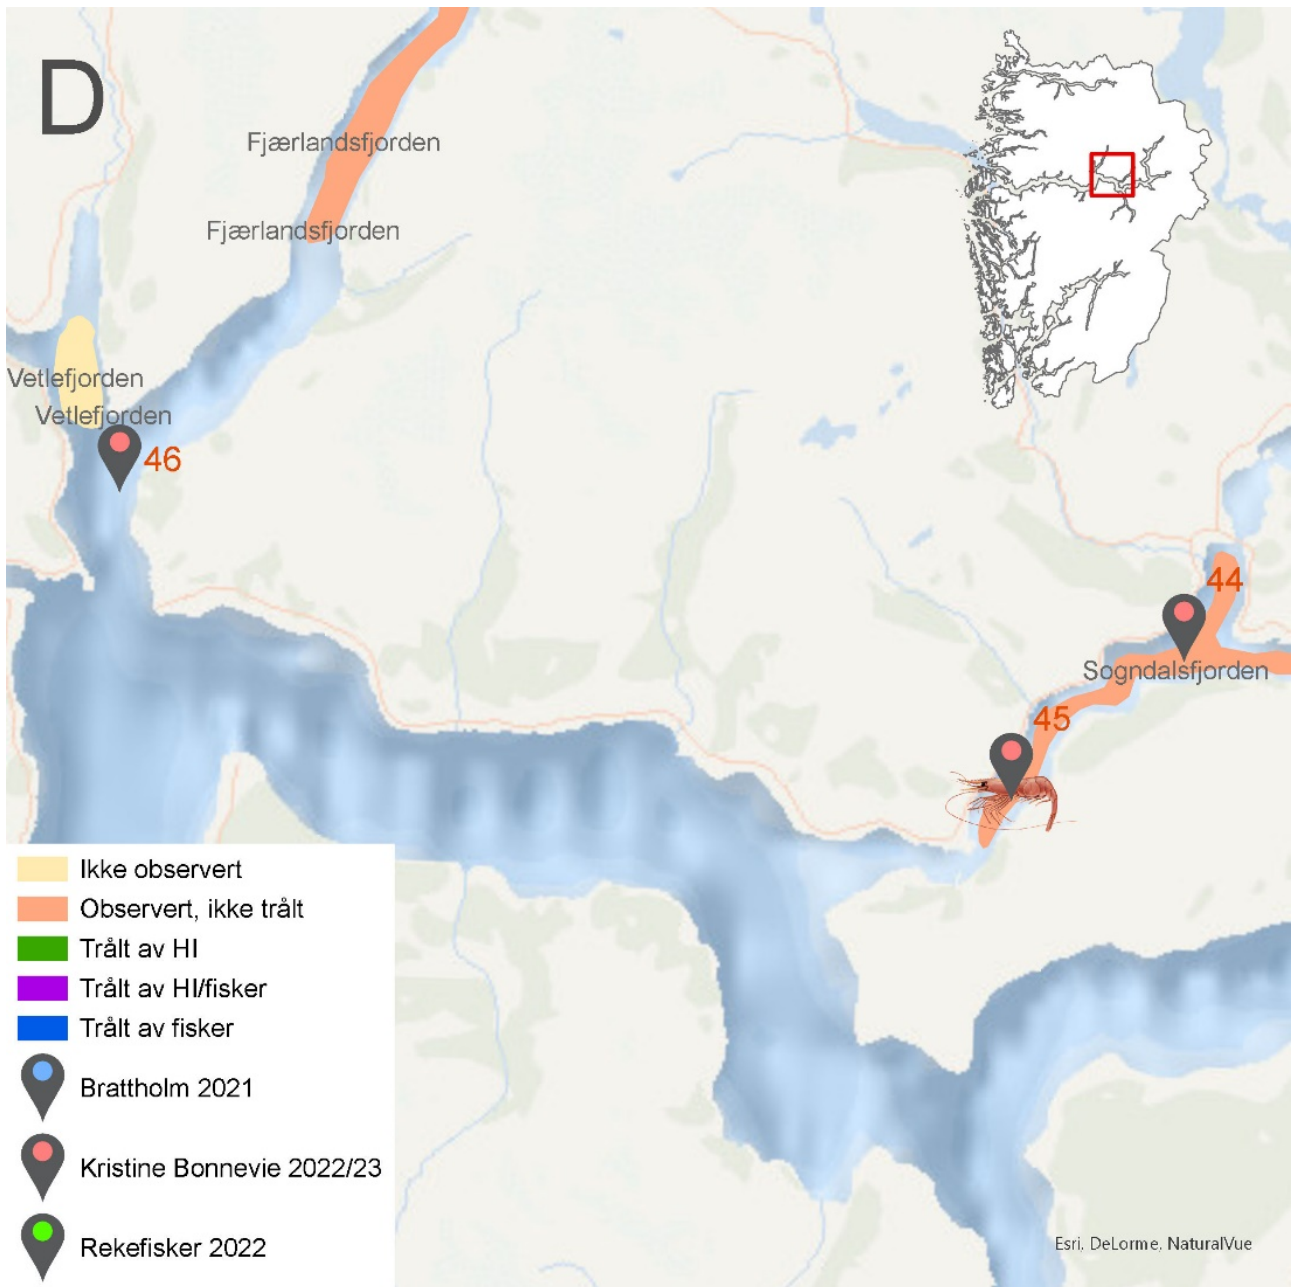 D
Fjærlandsfjorden
Fjærlandsfjorden
Vetlefjorden
Vetlefjorden
46
44
Sogndalsfjorden
45
Ikke observert
Observert, ikke trålt
Trålt av HI
Trålt av HI/fisker
Trålt av fisker
Brattholm 2021
Kristine Bonnevie 2022/23
Rekefisker 2022
Esri, DeLorme, NaturalVue